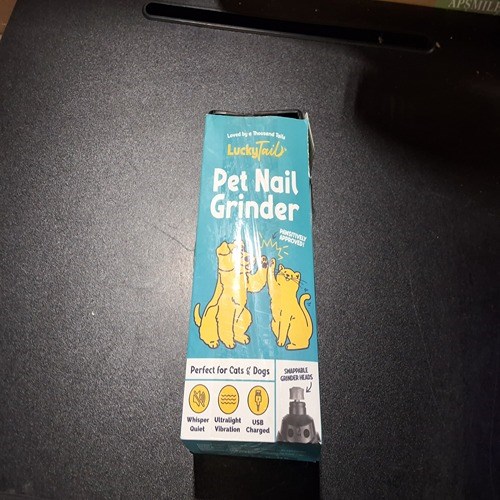 APSMILE
Loved by a Thousand Tails
LuckyTail
Pet Nail
Grinder
PAWSITIVELY
APPROVED!
Perfect for Cats & Dogs
SWAPPABLE
GRINDER HEADS
Whisper Quiet
Ultralight Vibration
USB Charged